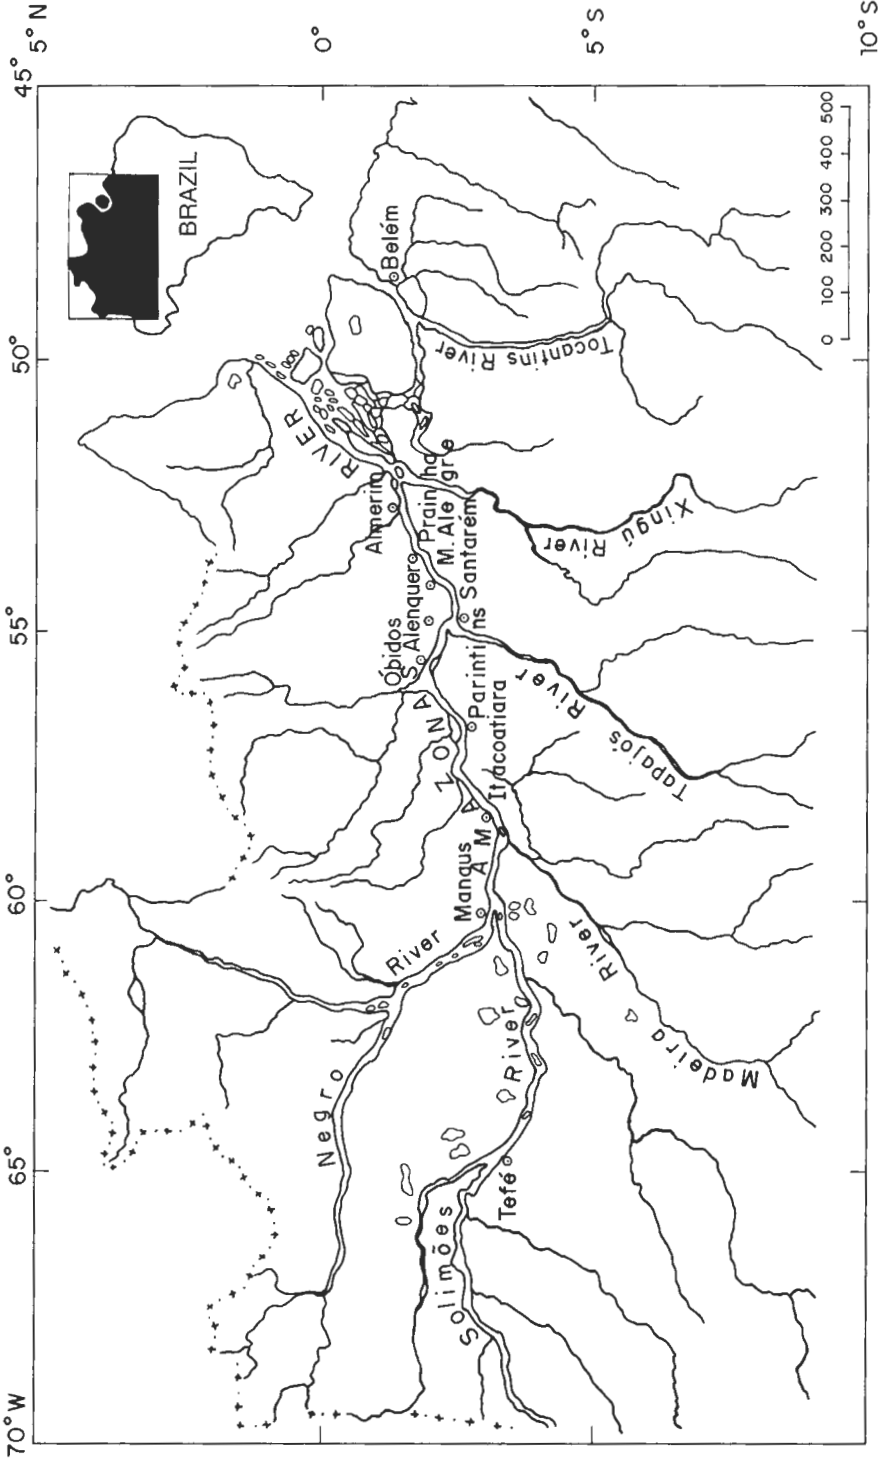 70° W
65°
60°
55°
50°
45°
5° N
0°
5° S
10° S
BRAZIL
0 100 200 300 400 500
Negro River
Solimões River
Tefé
Manaus
Itacoatiara
Parintins
AMAZONAS RIVER
Óbidos
Alenquer
Santarém
M. Alegre
Prainha
Almerim
Belém
Madeira River
Tapajós River
Xingú River
Tocantins River